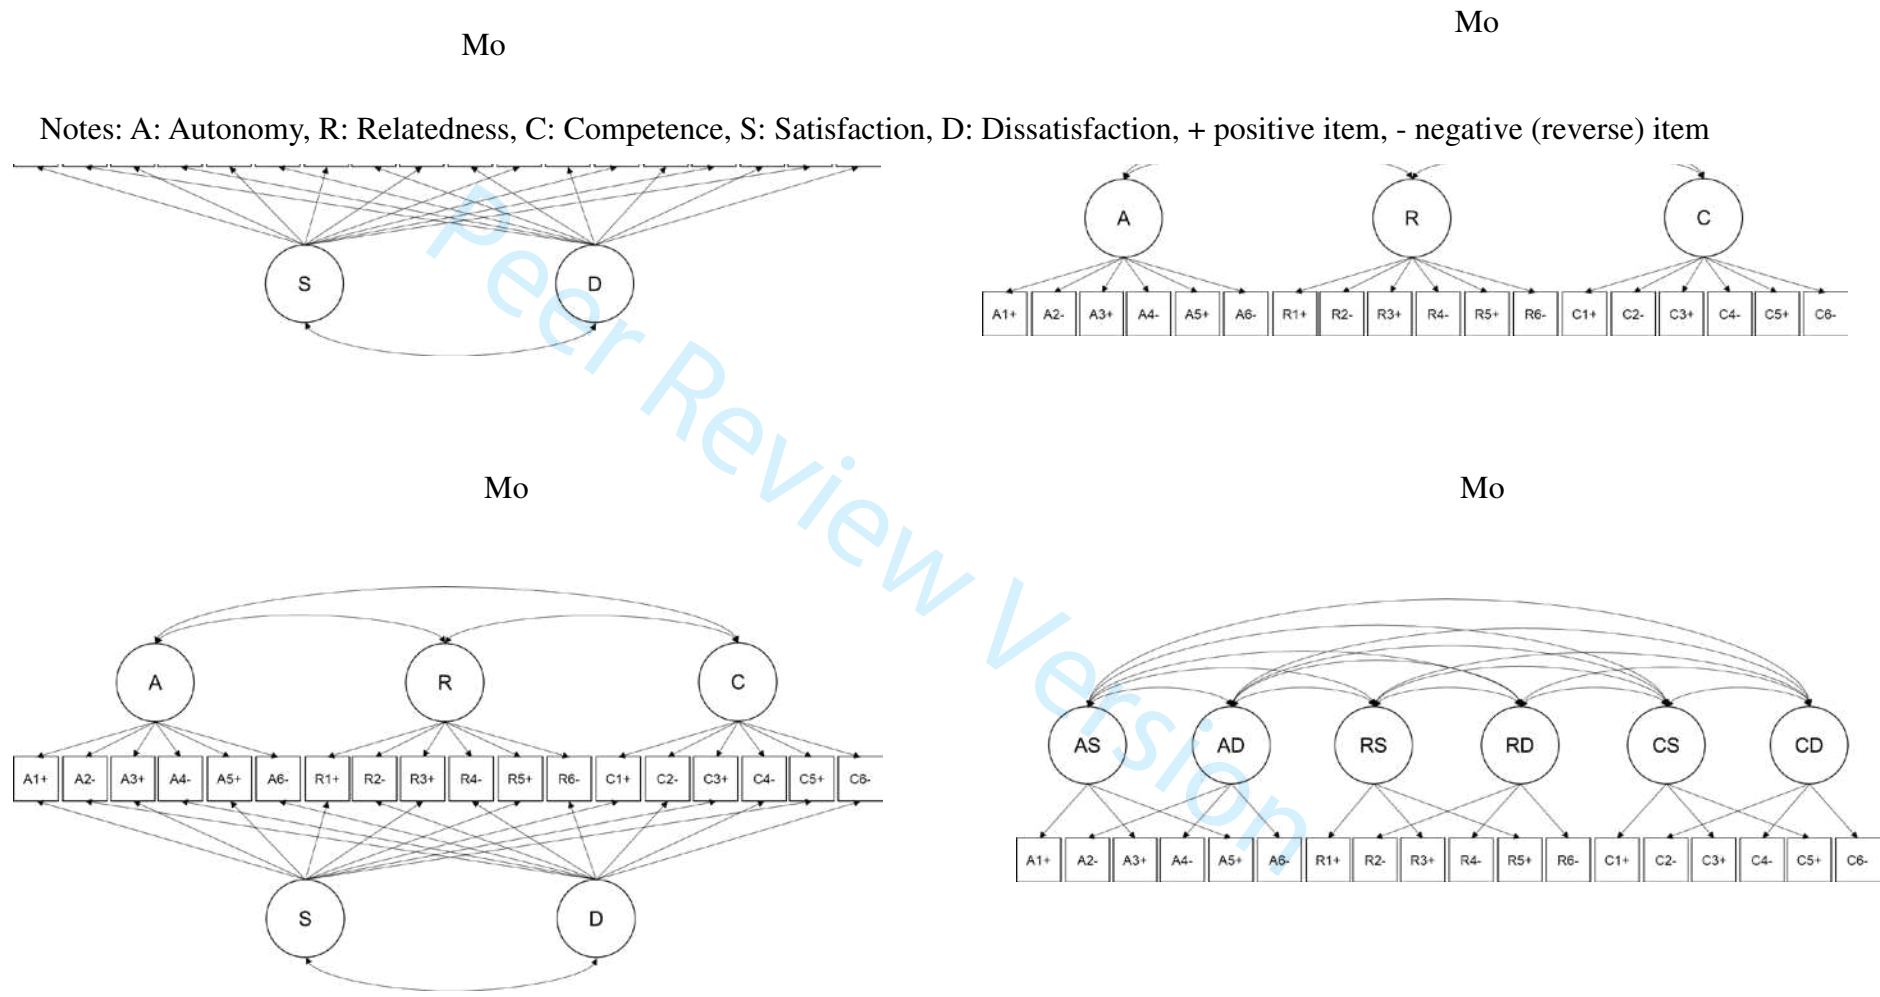 Mo
Mo
Notes: A: Autonomy, R: Relatedness, C: Competence, S: Satisfaction, D: Dissatisfaction, + positive item, - negative (reverse) item
S D
A R C
A1+ A2- A3+ A4- A5+ A6- R1+ R2- R3+ R4- R5+ R6- C1+ C2- C3+ C4- C5+ C6-
Peer Review Version
Mo
Mo
A R C
A1+ A2- A3+ A4- A5+ A6- R1+ R2- R3+ R4- R5+ R6- C1+ C2- C3+ C4- C5+ C6-
S D
AS AD RS RD CS CD
A1+ A2- A3+ A4- A5+ A6- R1+ R2- R3+ R4- R5+ R6- C1+ C2- C3+ C4- C5+ C6-